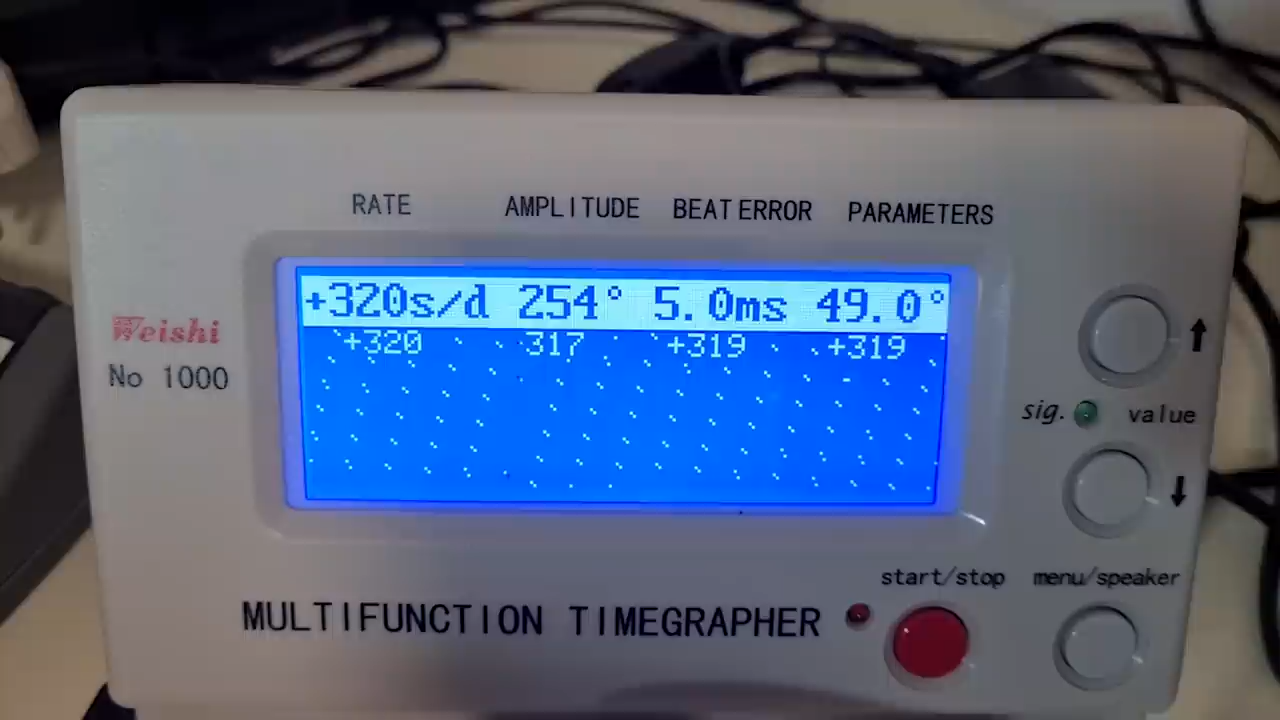 RATE AMPLITUDE BEAT ERROR PARAMETERS
+320s/d 254° 5.0ms 49.0°
+320 317 +319 +319
Weishi
No 1000
sig. value
start/stop menu/speaker
MULTIFUNCTION TIMEGRAPHER